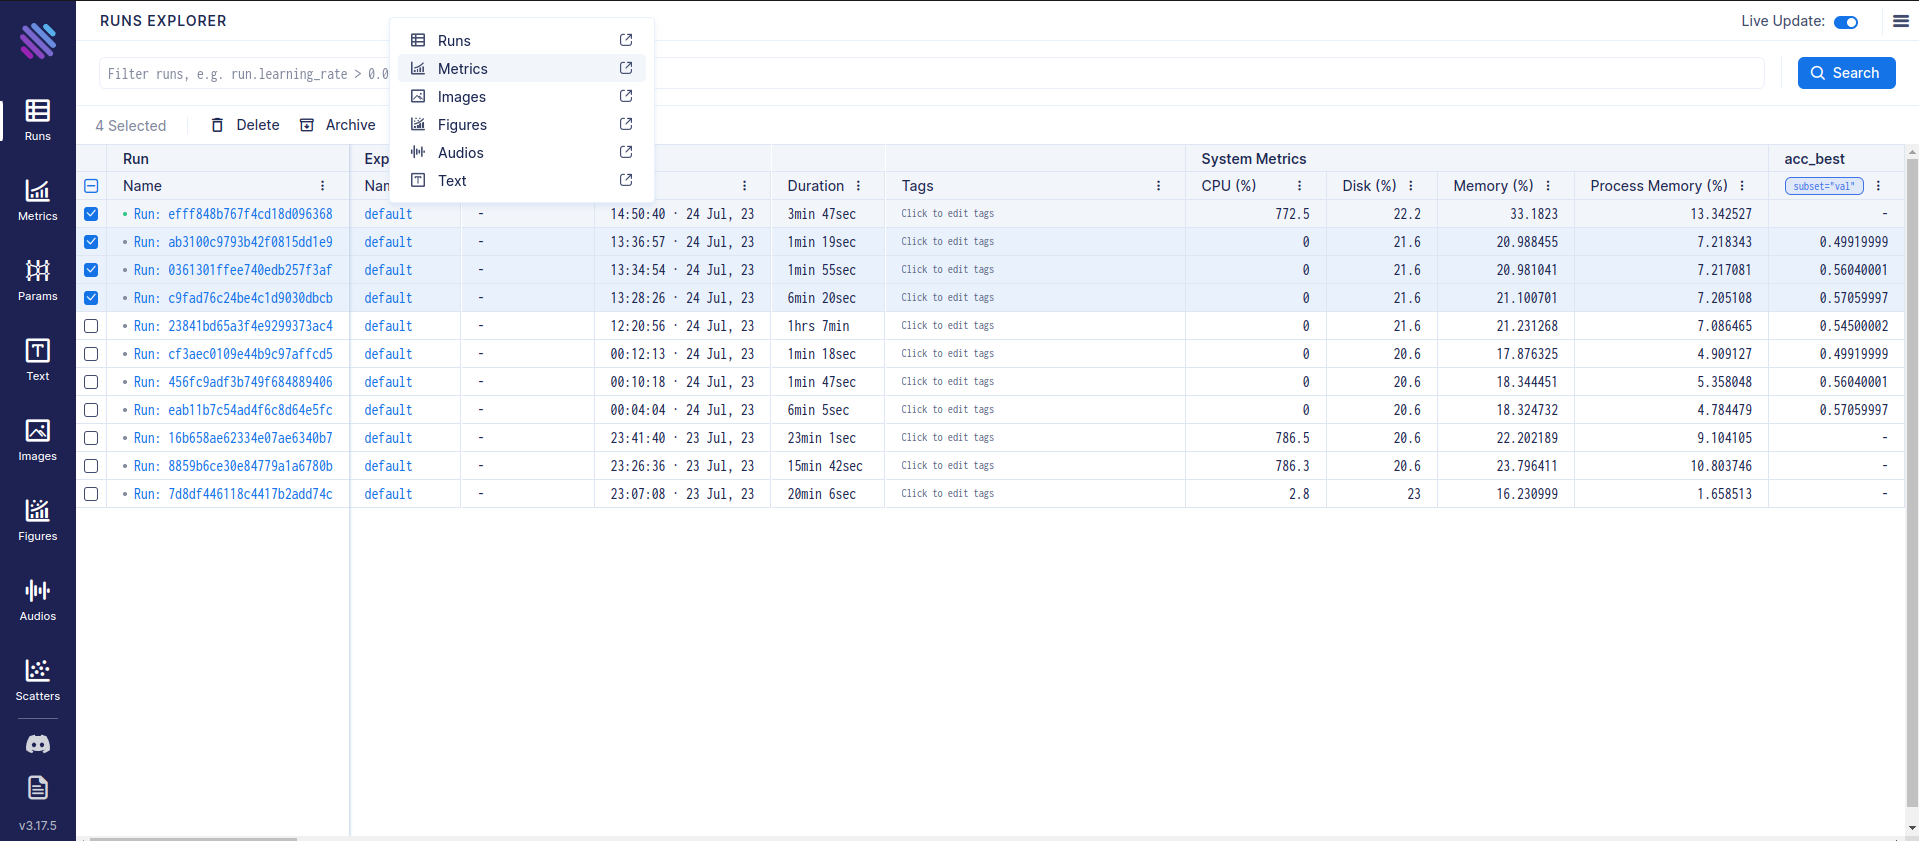 RUNS EXPLORER
Live Update:
Runs
Metrics
Images
Figures
Audios
Text
Filter runs, e.g. run.learning_rate > 0.0
Search
4 Selected
Delete
Archive
Run
Exp
System Metrics
acc_best
Name
Nam
Duration
Tags
CPU (%)
Disk (%)
Memory (%)
Process Memory (%)
subset="val"
Run: efff848b767f4cd18d096368 default - 14:50:40 · 24 Jul, 23 3min 47sec Click to edit tags 772.5 22.2 33.1823 13.342527 -
Run: ab3100c9793b42f0815dd1e9 default - 13:36:57 · 24 Jul, 23 1min 19sec Click to edit tags 0 21.6 20.988455 7.218343 0.49919999
Run: 0361301ffee740edb257f3af default - 13:34:54 · 24 Jul, 23 1min 55sec Click to edit tags 0 21.6 20.981041 7.217081 0.56040001
Run: c9fad76c24be4c1d9030dbcb default - 13:28:26 · 24 Jul, 23 6min 20sec Click to edit tags 0 21.6 21.100701 7.205108 0.57059997
Run: 23841bd65a3f4e9299373ac4 default - 12:20:56 · 24 Jul, 23 1hrs 7min Click to edit tags 0 21.6 21.231268 7.086465 0.54500002
Run: cf3aec0109e44b9c97affcd5 default - 00:12:13 · 24 Jul, 23 1min 18sec Click to edit tags 0 20.6 17.876325 4.909127 0.49919999
Run: 456fc9adf3b749f684889406 default - 00:10:18 · 24 Jul, 23 1min 47sec Click to edit tags 0 20.6 18.344451 5.358048 0.56040001
Run: eab11b7c54ad4f6c8d64e5fc default - 00:04:04 · 24 Jul, 23 6min 5sec Click to edit tags 0 20.6 18.324732 4.784479 0.57059997
Run: 16b658ae62334e07ae6340b7 default - 23:41:40 · 23 Jul, 23 23min 1sec Click to edit tags 786.5 20.6 22.202189 9.104105 -
Run: 8859b6ce30e84779a1a6780b default - 23:26:36 · 23 Jul, 23 15min 42sec Click to edit tags 786.3 20.6 23.796411 10.803746 -
Run: 7d8df446118c4417b2add74c default - 23:07:08 · 23 Jul, 23 20min 6sec Click to edit tags 2.8 23 16.230999 1.658513 -
Runs
Metrics
Params
Text
Images
Figures
Audios
Scatters
v3.17.5